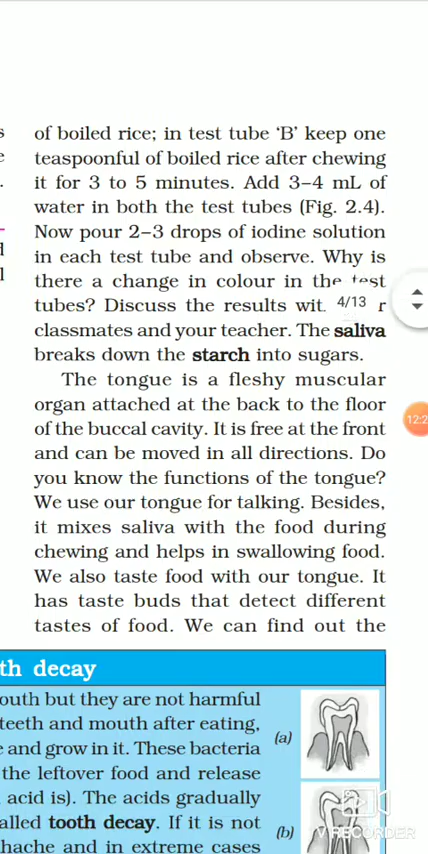 s
e
.
d
l
of boiled rice; in test tube ‘B’ keep one
teaspoonful of boiled rice after chewing
it for 3 to 5 minutes. Add 3–4 mL of
water in both the test tubes (Fig. 2.4).
Now pour 2–3 drops of iodine solution
in each test tube and observe. Why is
there a change in colour in the test
tubes? Discuss the results wit r
4/13
classmates and your teacher. The saliva
breaks down the starch into sugars.
12:2
The tongue is a fleshy muscular
organ attached at the back to the floor
of the buccal cavity. It is free at the front
and can be moved in all directions. Do
you know the functions of the tongue?
We use our tongue for talking. Besides,
it mixes saliva with the food during
chewing and helps in swallowing food.
We also taste food with our tongue. It
has taste buds that detect different
tastes of food. We can find out the
th decay
outh but they are not harmful
teeth and mouth after eating,
e and grow in it. These bacteria
the leftover food and release
acid is). The acids gradually
alled tooth decay. If it is not
hache and in extreme cases
(a)
(b)
V RECORDER